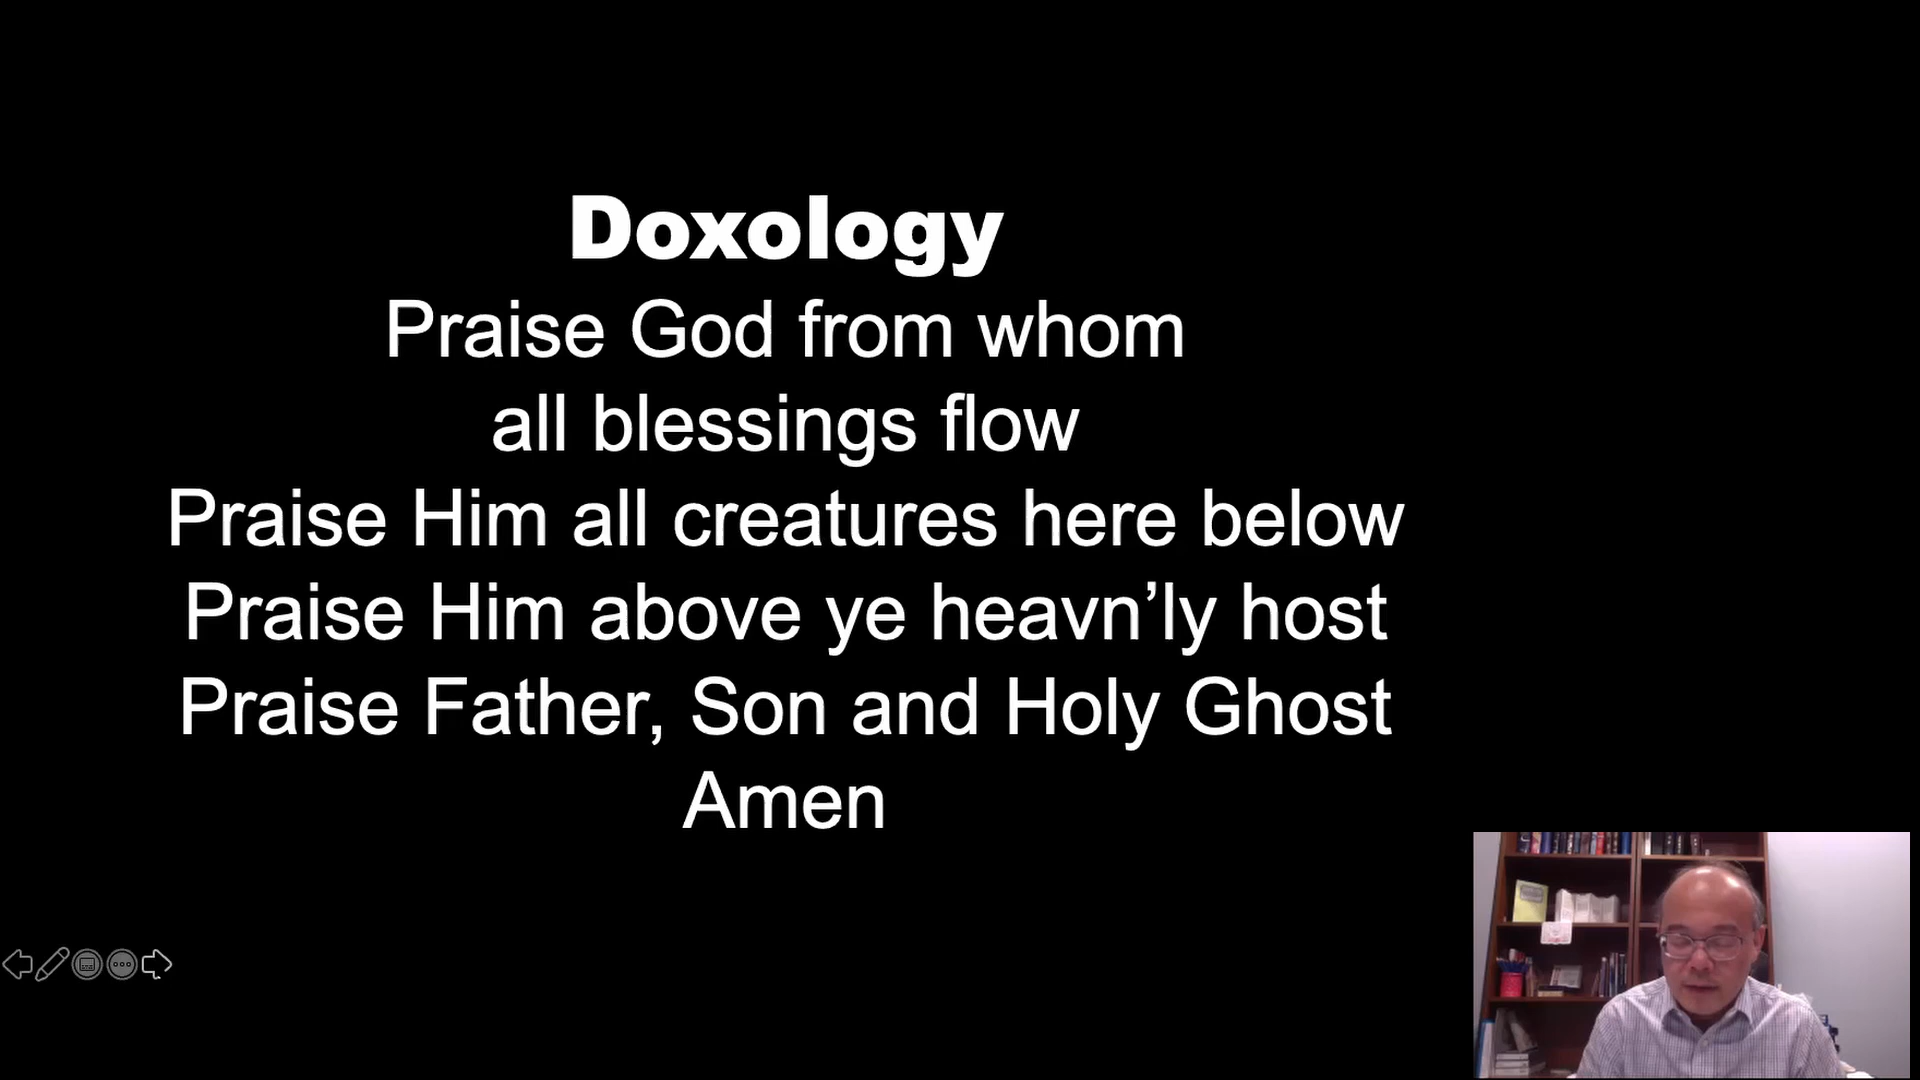 Doxology
Praise God from whom
all blessings flow
Praise Him all creatures here below
Praise Him above ye heavn’ly host
Praise Father, Son and Holy Ghost
Amen